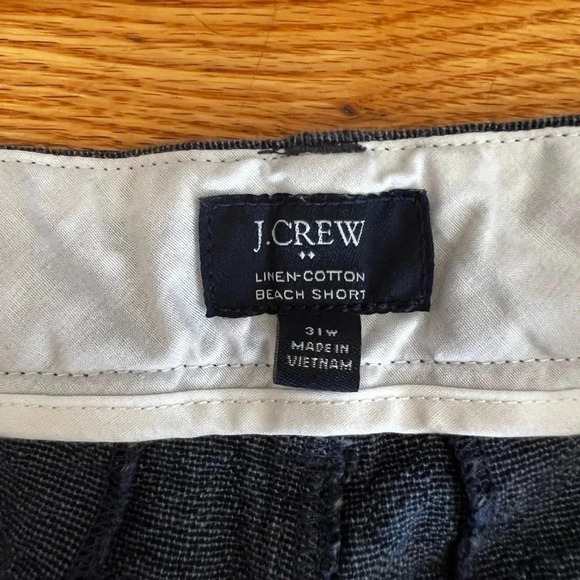 J.CREW
LINEN-COTTON
BEACH SHORT
31W
MADE IN
VIETNAM